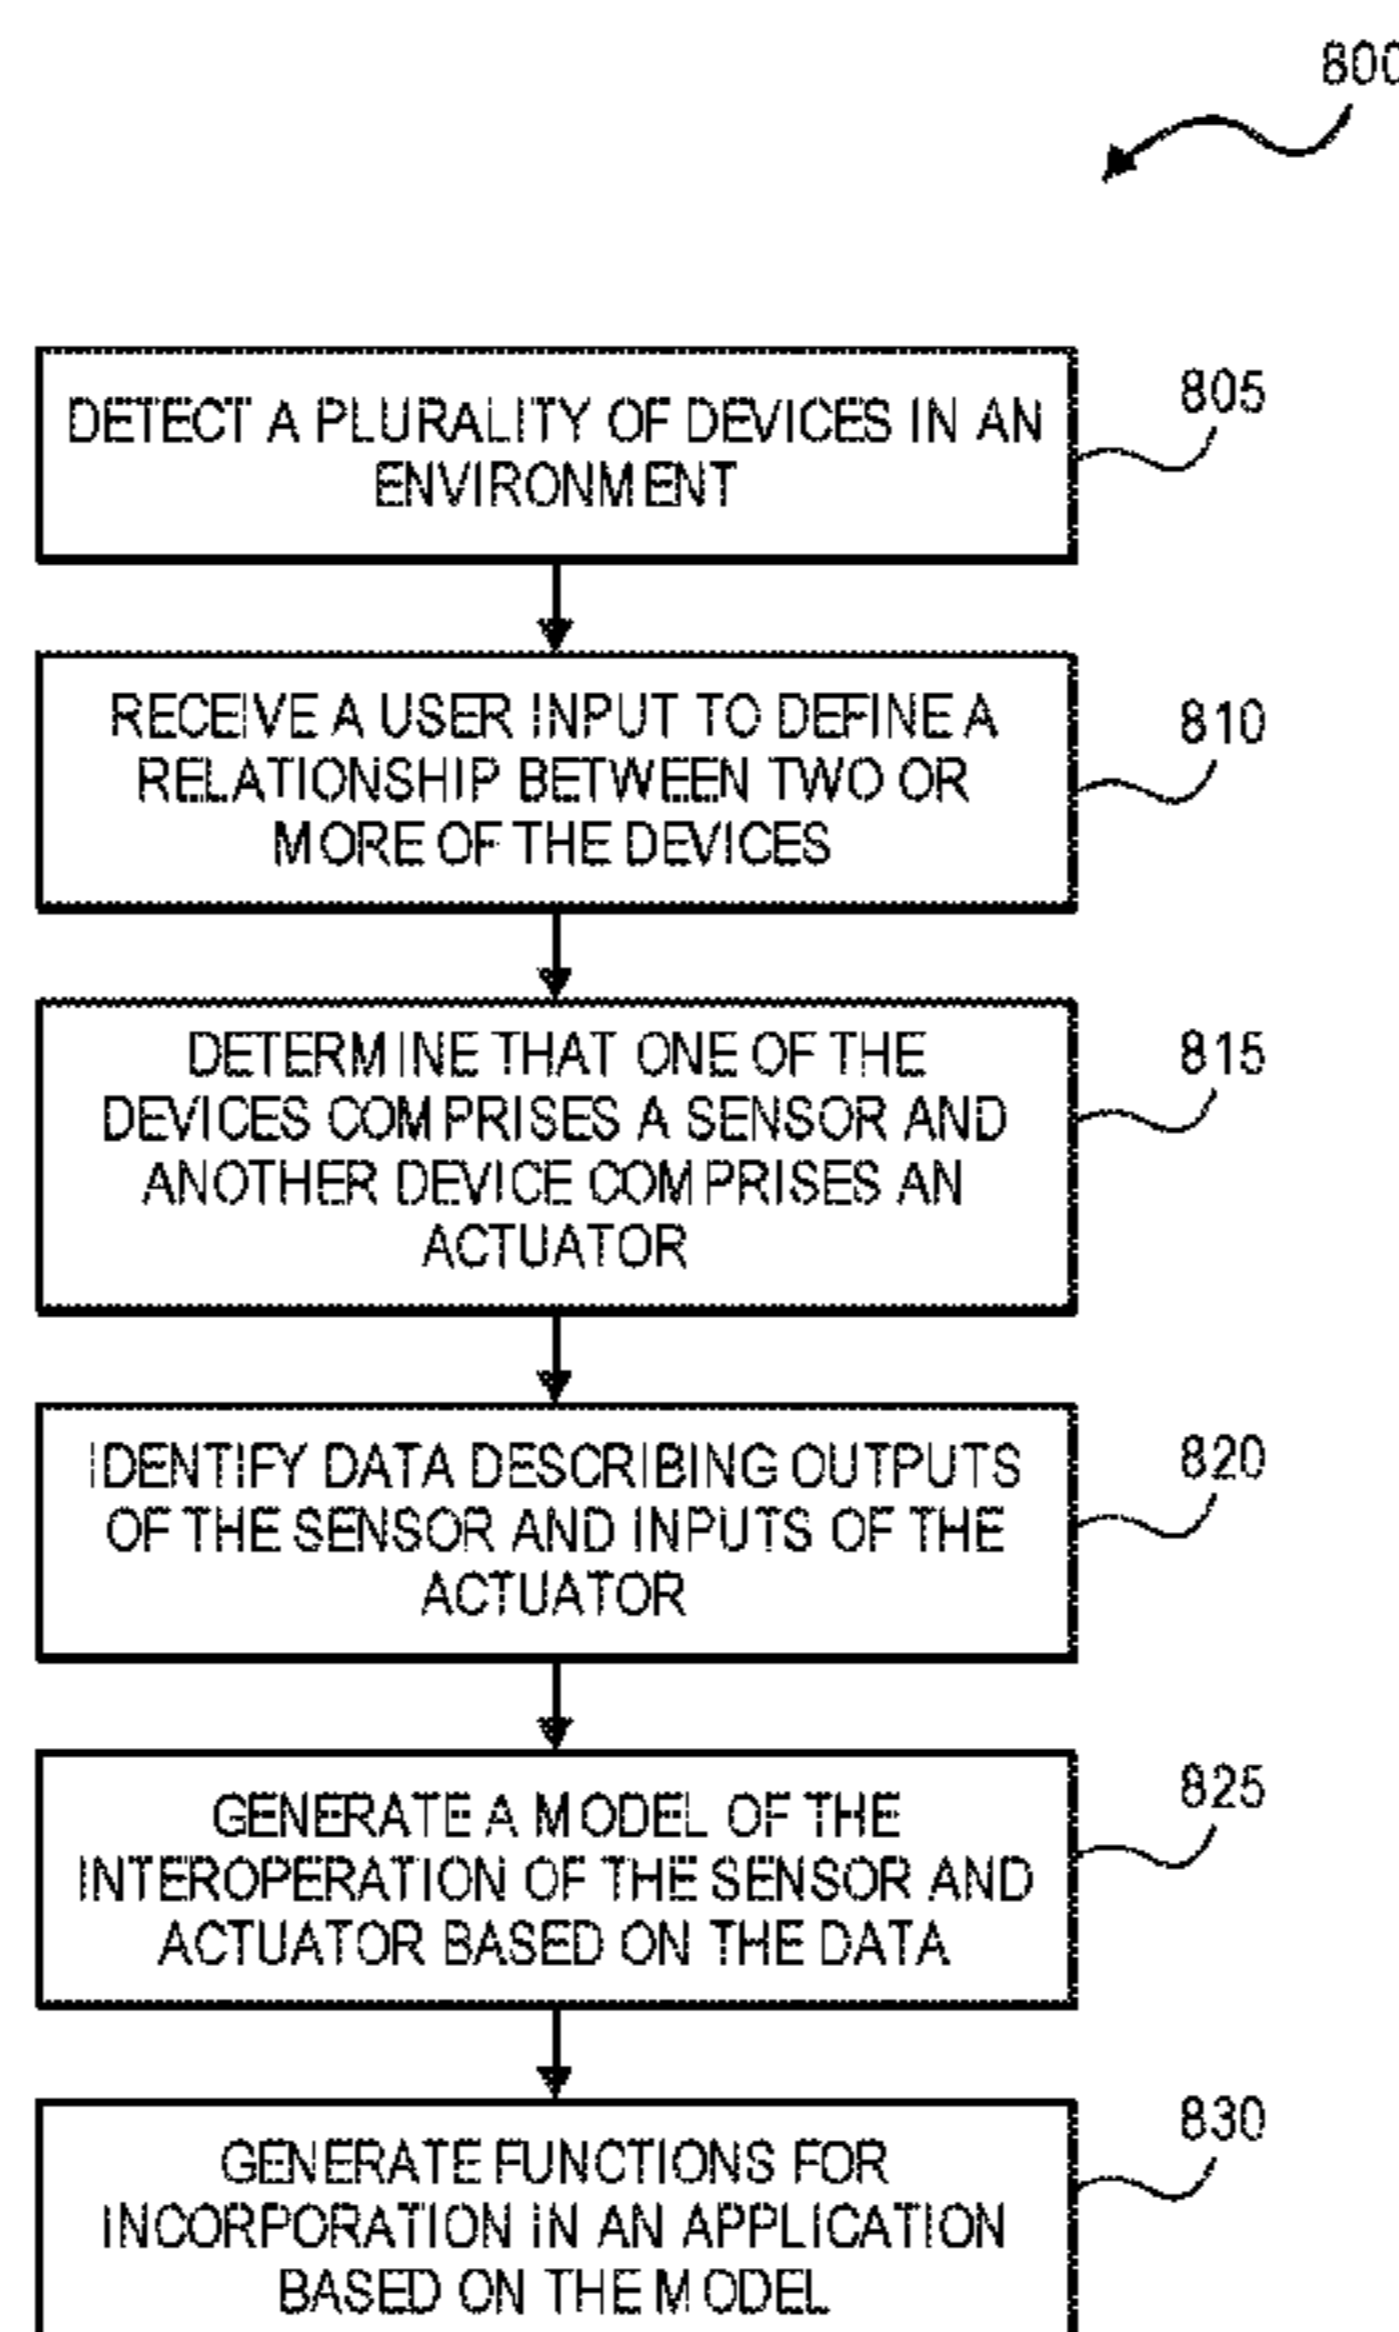 800
DETECT A PLURALITY OF DEVICES IN AN
ENVIRONMENT
805
RECEIVE A USER INPUT TO DEFINE A
RELATIONSHIP BETWEEN TWO OR
MORE OF THE DEVICES
810
DETERMINE THAT ONE OF THE
DEVICES COMPRISES A SENSOR AND
ANOTHER DEVICE COMPRISES AN
ACTUATOR
815
IDENTIFY DATA DESCRIBING OUTPUTS
OF THE SENSOR AND INPUTS OF THE
ACTUATOR
820
GENERATE A MODEL OF THE
INTEROPERATION OF THE SENSOR AND
ACTUATOR BASED ON THE DATA
825
GENERATE FUNCTIONS FOR
INCORPORATION IN AN APPLICATION
BASED ON THE MODEL
830